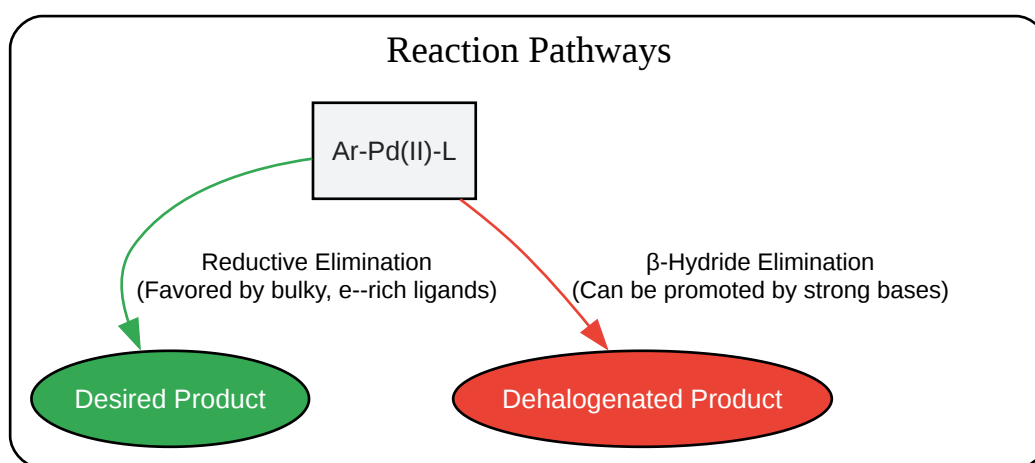 Reaction Pathways
Ar-Pd(II)-L
Reductive Elimination
(Favored by bulky, e--rich ligands)
β-Hydride Elimination
(Can be promoted by strong bases)
Desired Product
Dehalogenated Product